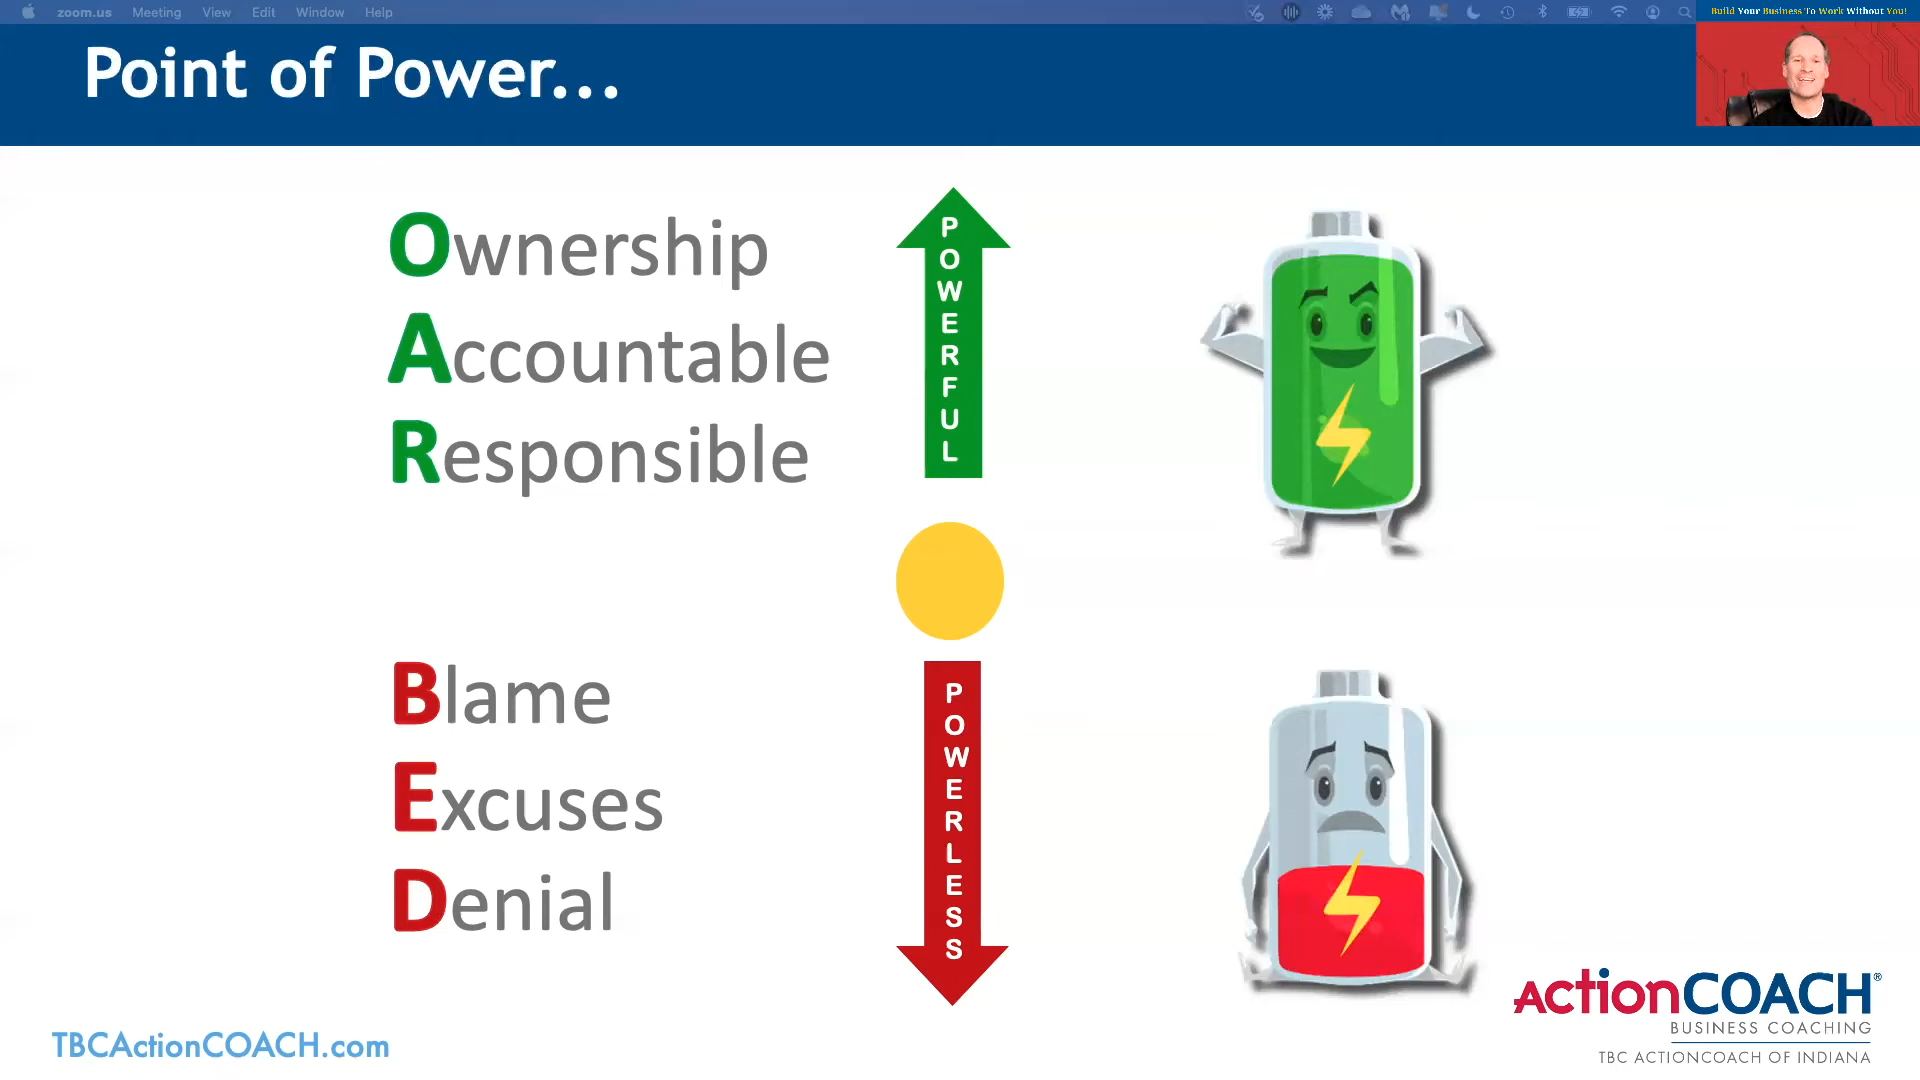 zoom.us Meeting View Edit Window Help
Build Your Business To Work Without You!
Point of Power...
Ownership
Accountable
Responsible
POWERFUL
Blame
Excuses
Denial
POWERLESS
TBCActionCOACH.com
ActionCOACH®
BUSINESS COACHING
TBC ACTIONCOACH OF INDIANA